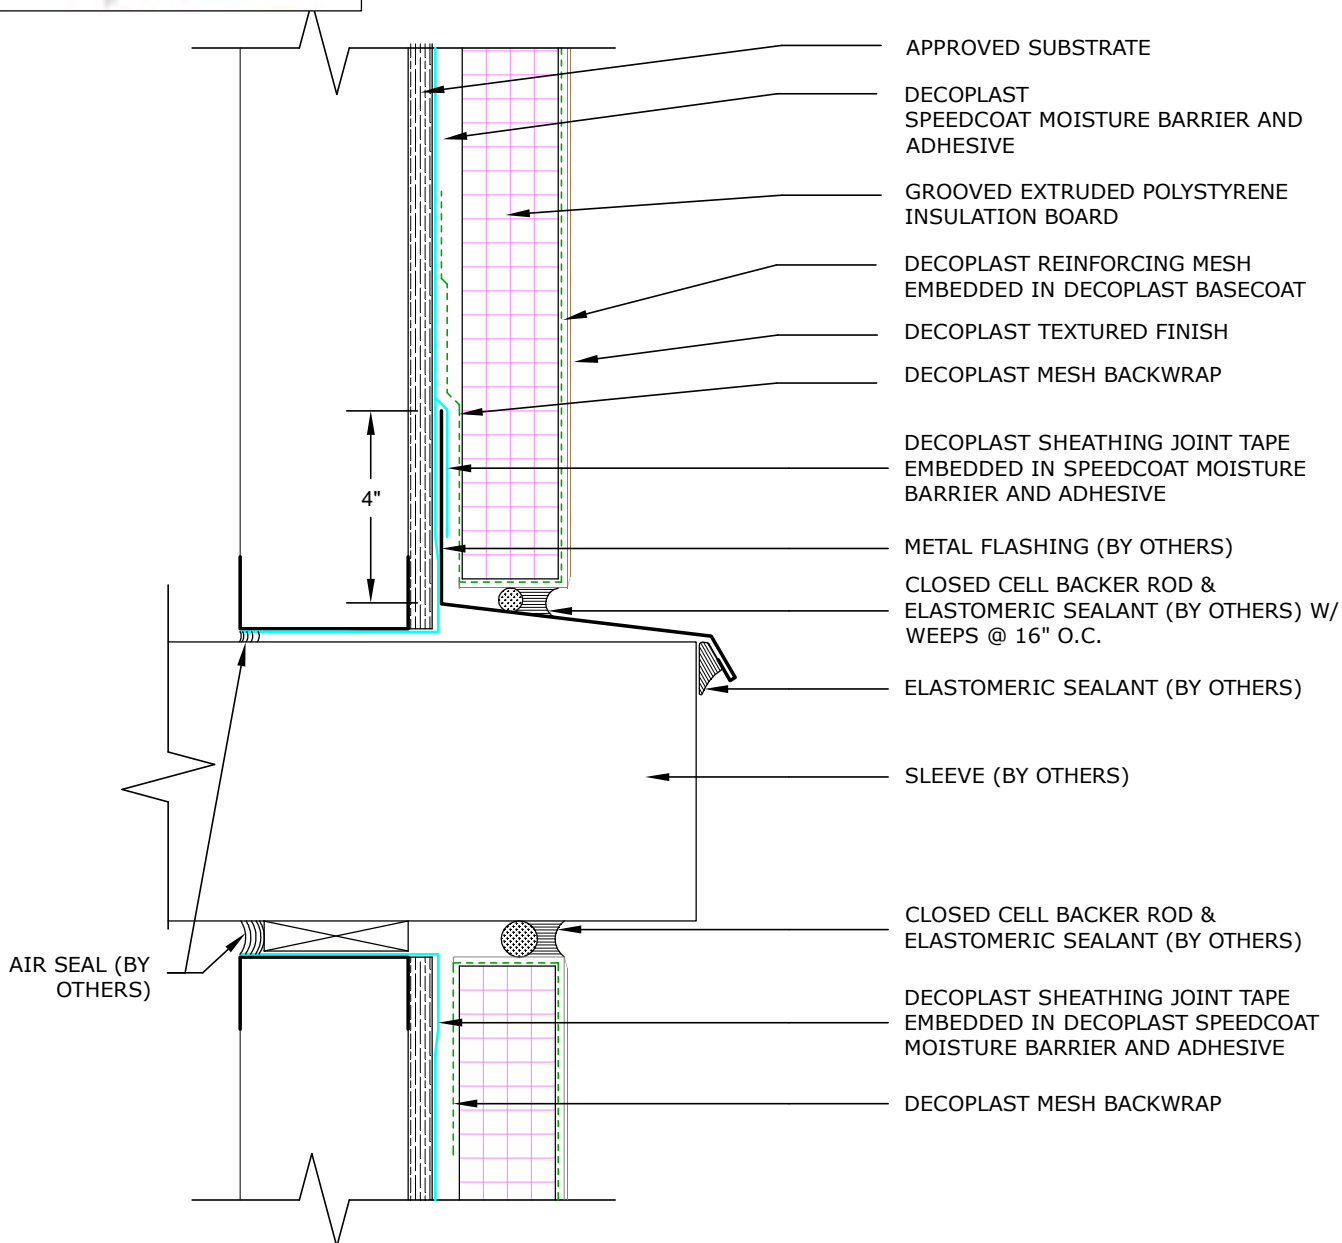 APPROVED SUBSTRATE
DECOPLAST
SPEEDCOAT MOISTURE BARRIER AND
ADHESIVE
GROOVED EXTRUDED POLYSTYRENE
INSULATION BOARD
DECOPLAST REINFORCING MESH
EMBEDDED IN DECOPLAST BASECOAT
DECOPLAST TEXTURED FINISH
DECOPLAST MESH BACKWRAP
DECOPLAST SHEATHING JOINT TAPE
EMBEDDED IN SPEEDCOAT MOISTURE
BARRIER AND ADHESIVE
4"
METAL FLASHING (BY OTHERS)
CLOSED CELL BACKER ROD &
ELASTOMERIC SEALANT (BY OTHERS) W/
WEEPS @ 16" O.C.
ELASTOMERIC SEALANT (BY OTHERS)
SLEEVE (BY OTHERS)
CLOSED CELL BACKER ROD &
ELASTOMERIC SEALANT (BY OTHERS)
AIR SEAL (BY
OTHERS)
DECOPLAST SHEATHING JOINT TAPE
EMBEDDED IN DECOPLAST SPEEDCOAT
MOISTURE BARRIER AND ADHESIVE
DECOPLAST MESH BACKWRAP